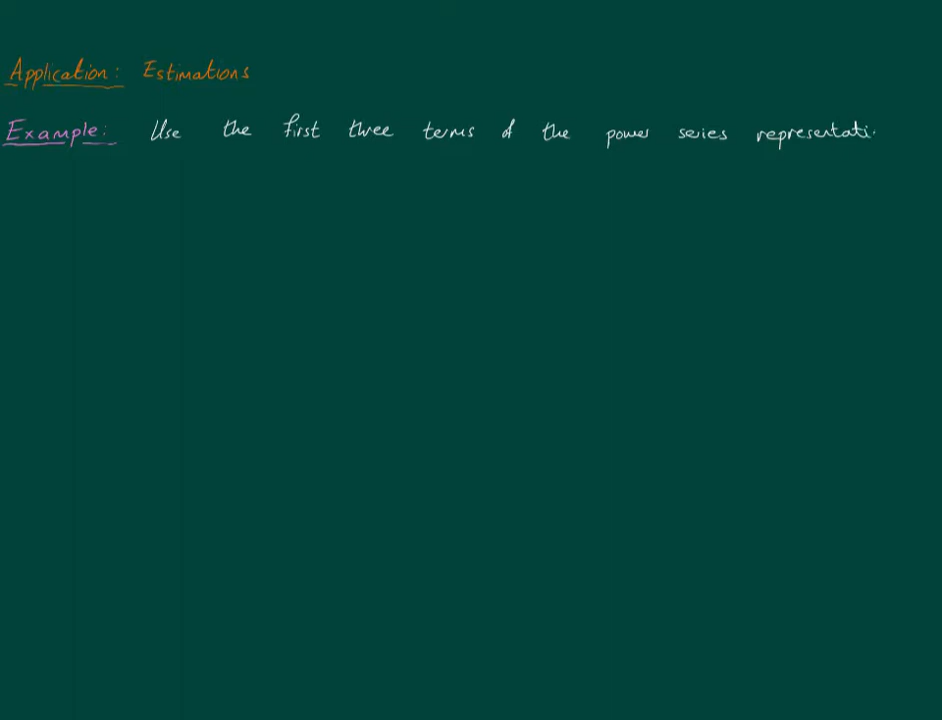 Application: Estimations
Example: Use the first three terms of the power series representati